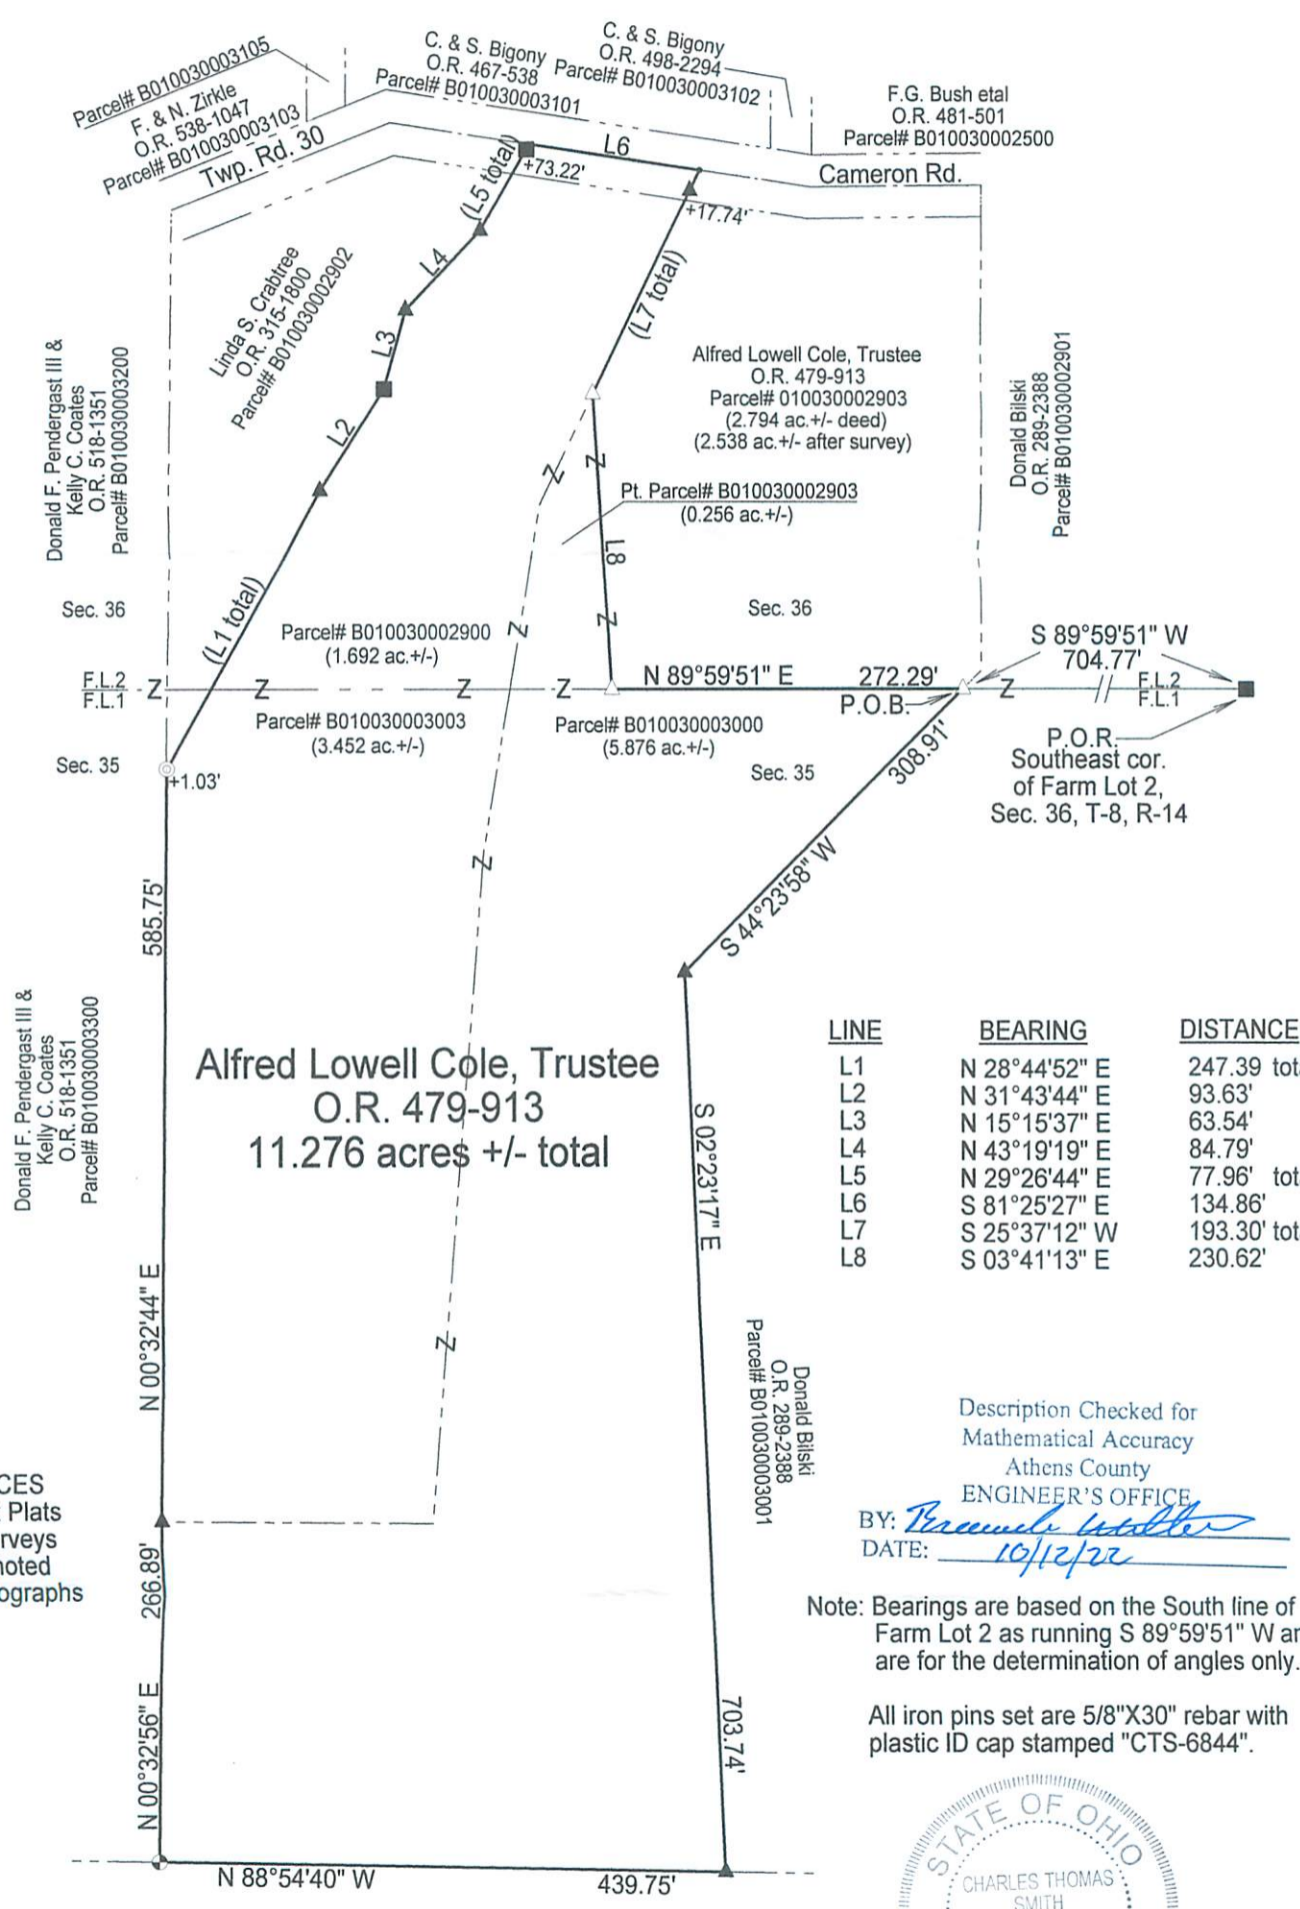 Parcel# B010030003105
F. & N. Zirkle
O.R. 538-1047
Parcel# B010030003103
Twp. Rd. 30
C. & S. Bigony
O.R. 467-538
Parcel# B010030003101
C. & S. Bigony
O.R. 498-2294
Parcel# B010030003102
F.G. Bush etal
O.R. 481-501
Parcel# B010030002500
Cameron Rd.
L6
+73.22'
+17.74'
(L5 total)
L4
L3
L2
(L1 total)
(L7 total)
Linda S. Crabtree
O.R. 315-1800
Parcel# B010030002902
Donald F. Pendergast III &
Kelly C. Coates
O.R. 518-1351
Parcel# B010030003200
Alfred Lowell Cole, Trustee
O.R. 479-913
Parcel# 010030002903
(2.794 ac.+/- deed)
(2.538 ac.+/- after survey)
Donald Bilski
O.R. 289-2388
Parcel# B010030002901
Pt. Parcel# B010030002903
(0.256 ac.+/-)
Z
Z
L8
Z
Z
Sec. 36
Sec. 36
Parcel# B010030002900
(1.692 ac.+/-)
S 89°59'51" W
704.77'
F.L.2
F.L.1
Z
Z
Z
Z
N 89°59'51" E
272.29'
P.O.B.
Z
F.L.2
F.L.1
Parcel# B010030003003
(3.452 ac.+/-)
Parcel# B010030003000
(5.876 ac.+/-)
Sec. 35
Sec. 35
+1.03'
P.O.R.
Southeast cor.
of Farm Lot 2,
Sec. 36, T-8, R-14
308.91'
S 44°23'58" W
Z
585.75'
N 00°32'44" E
Donald F. Pendergast III &
Kelly C. Coates
O.R. 518-1351
Parcel# B010030003300
Alfred Lowell Cole, Trustee
O.R. 479-913
11.276 acres +/- total
S 02°23'17" E
703.74'
LINE BEARING DISTANCE
L1 N 28°44'52" E 247.39 tot
L2 N 31°43'44" E 93.63'
L3 N 15°15'37" E 63.54'
L4 N 43°19'19" E 84.79'
L5 N 29°26'44" E 77.96' tot
L6 S 81°25'27" E 134.86'
L7 S 25°37'12" W 193.30' tot
L8 S 03°41'13" E 230.62'
Z
Donald Bilski
O.R. 289-2388
Parcel# B010030003001
Description Checked for
Mathematical Accuracy
Athens County
ENGINEER'S OFFICE
BY:
DATE: 10/12/22
CES
Plats
rveys
noted
ographs
266.89'
N 00°32'56" E
Note: Bearings are based on the South line of
Farm Lot 2 as running S 89°59'51" W an
are for the determination of angles only.
All iron pins set are 5/8"X30" rebar with
plastic ID cap stamped "CTS-6844".
STATE OF OHIO
CHARLES THOMAS
SMITH
N 88°54'40" W
439.75'